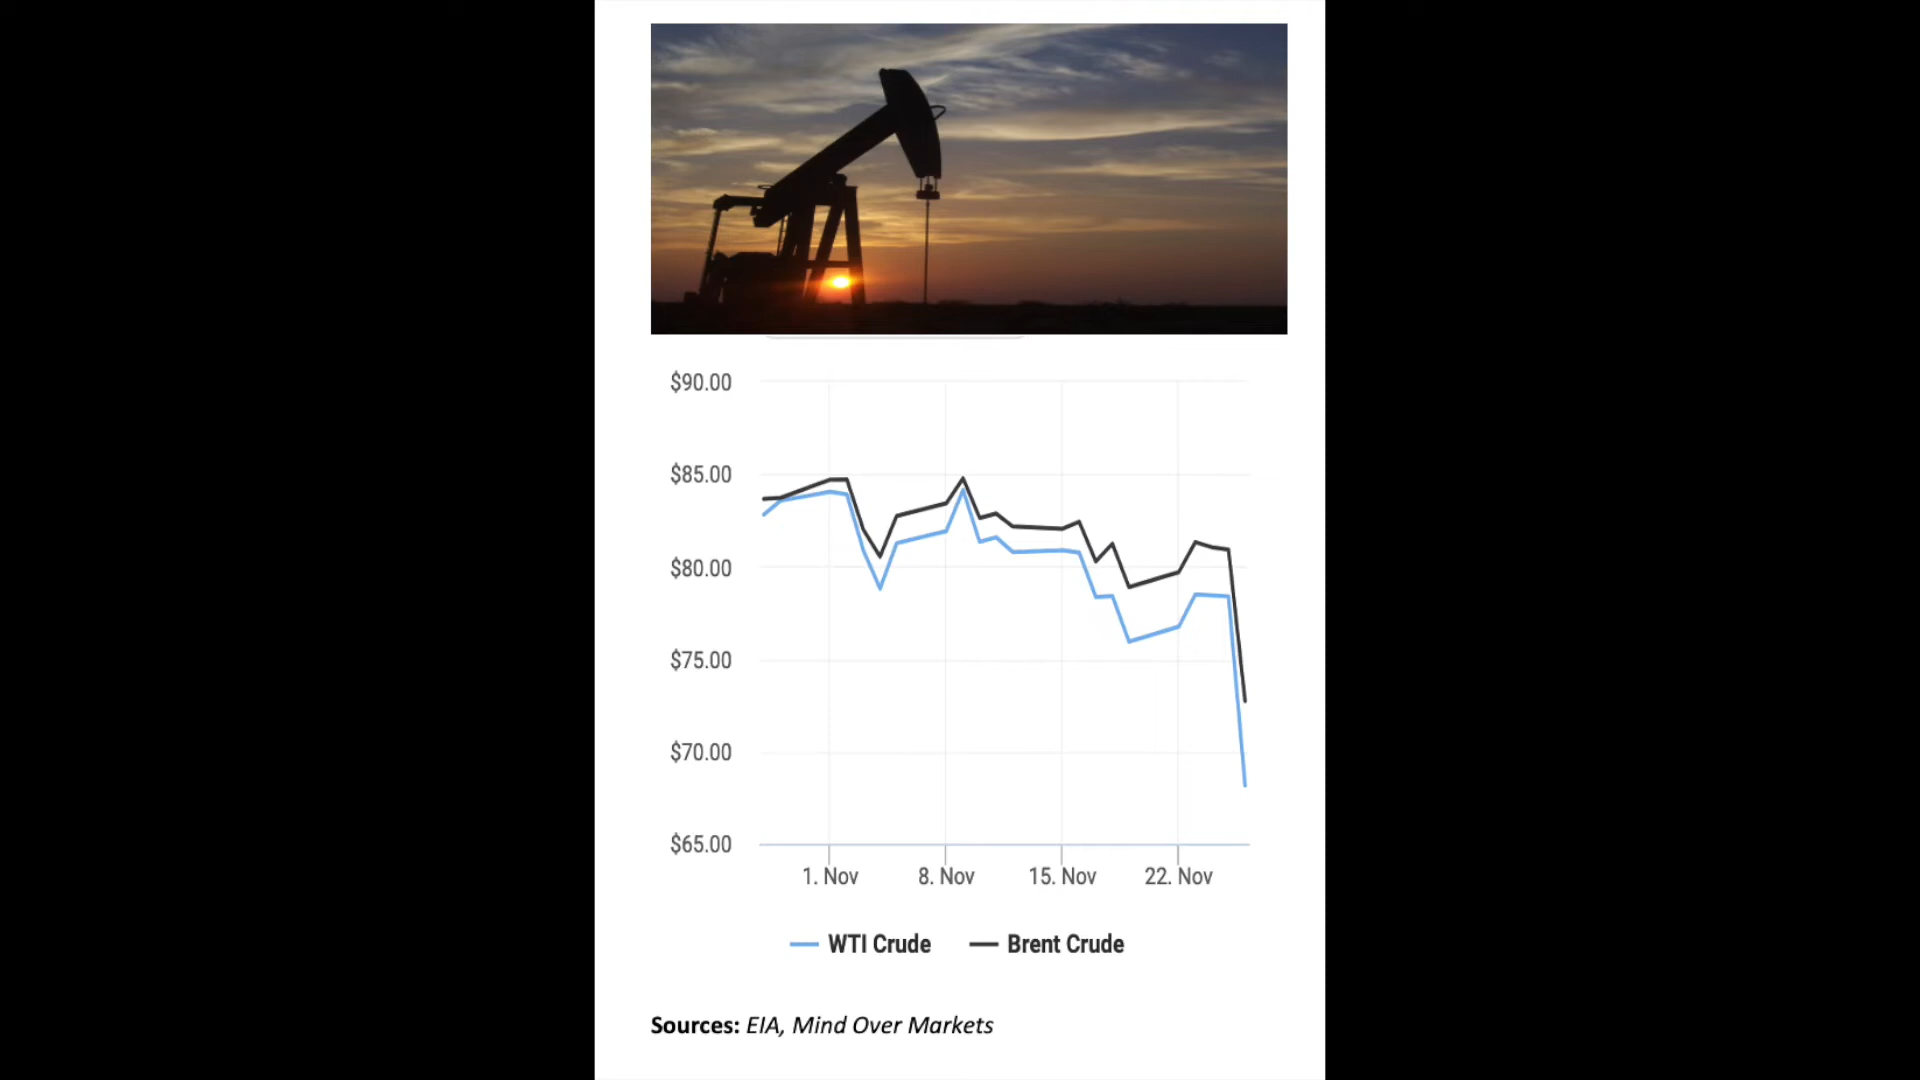 $90.00
$85.00
$80.00
$75.00
$70.00
$65.00
1. Nov 8. Nov 15. Nov 22. Nov
WTI Crude Brent Crude
Sources: EIA, Mind Over Markets